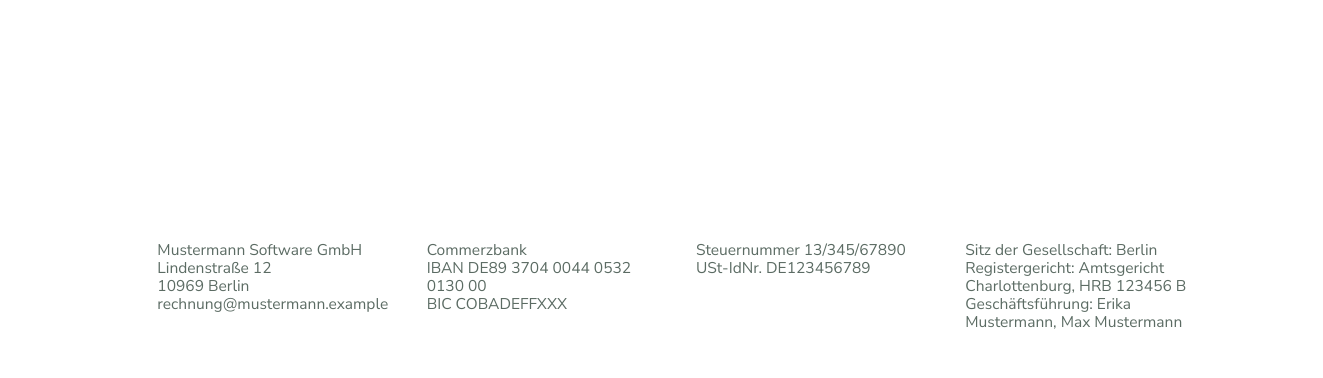 Mustermann Software GmbH
Lindenstraße 12
10969 Berlin
rechnung@mustermann.example
Commerzbank
IBAN DE89 3704 0044 0532
0130 00
BIC COBADEFFXXX
Steuernummer 13/345/67890
USt-IdNr. DE123456789
Sitz der Gesellschaft: Berlin
Registergericht: Amtsgericht
Charlottenburg, HRB 123456 B
Geschäftsführung: Erika
Mustermann, Max Mustermann